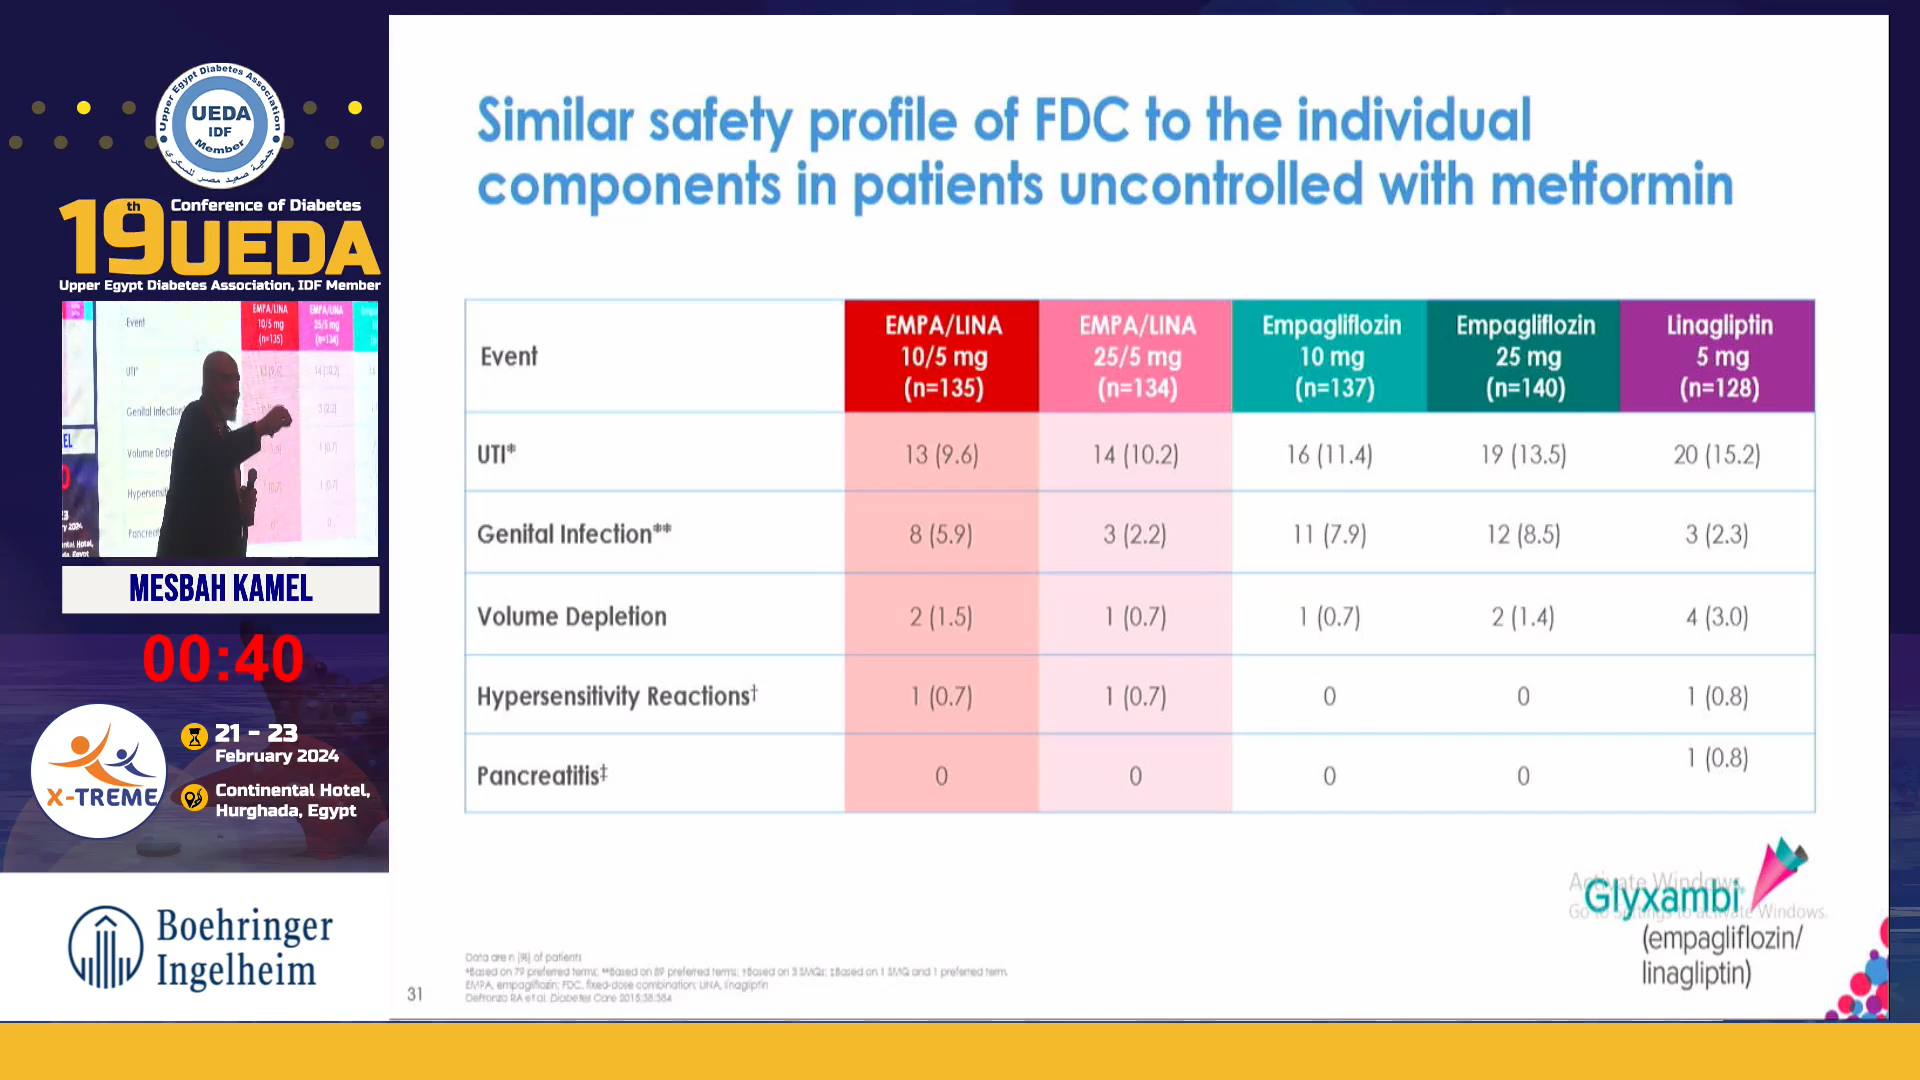 Upper Egypt Diabetes Association
UEDA
IDF
Member
جمعية صعيد مصر للسكري
19th Conference of Diabetes
UEDA
Upper Egypt Diabetes Association, IDF Member
MESBAH KAMEL
00:40
X-TREME
21 - 23
February 2024
Continental Hotel,
Hurghada, Egypt
Boehringer
Ingelheim
Similar safety profile of FDC to the individual
components in patients uncontrolled with metformin
Event
EMPA/LINA
10/5 mg
(n=135)
EMPA/LINA
25/5 mg
(n=134)
Empagliflozin
10 mg
(n=137)
Empagliflozin
25 mg
(n=140)
Linagliptin
5 mg
(n=128)
UTI* 13 (9.6) 14 (10.2) 16 (11.4) 19 (13.5) 20 (15.2)
Genital Infection** 8 (5.9) 3 (2.2) 11 (7.9) 12 (8.5) 3 (2.3)
Volume Depletion 2 (1.5) 1 (0.7) 1 (0.7) 2 (1.4) 4 (3.0)
Hypersensitivity Reactions† 1 (0.7) 1 (0.7) 0 0 1 (0.8)
Pancreatitis‡ 0 0 0 0 1 (0.8)
Activate Windows
Go to Settings to activate Windows.
Glyxambi
(empagliflozin/
linagliptin)
Data are n (%) of patients
*Based on 79 preferred terms; **Based on 89 preferred terms; †Based on 3 SMQs; ‡Based on 1 SMQ and 1 preferred term.
EMPA, empagliflozin; FDC, fixed-dose combination; LINA, linagliptin
DeFronzo RA et al. Diabetes Care 2015;38:384
31